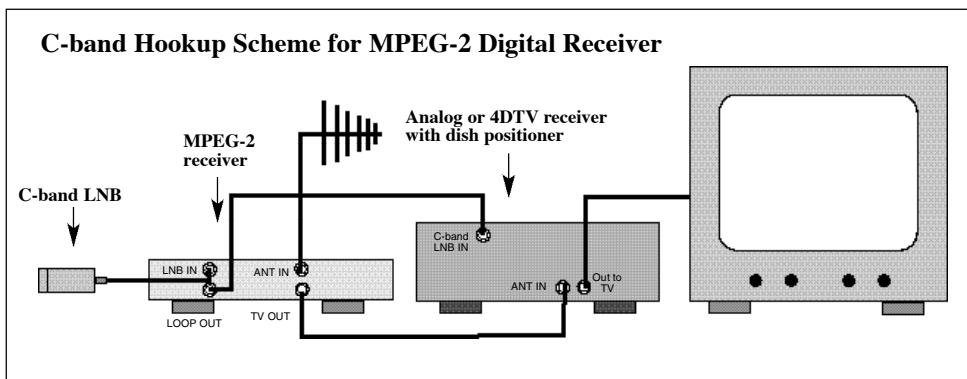 C-band Hookup Scheme for MPEG-2 Digital Receiver
Analog or 4DTV receiver
with dish positioner
MPEG-2
receiver
C-band LNB
C-band
LNB IN
LNB IN
ANT IN
ANT IN
Out to
TV
LOOP OUT
TV OUT